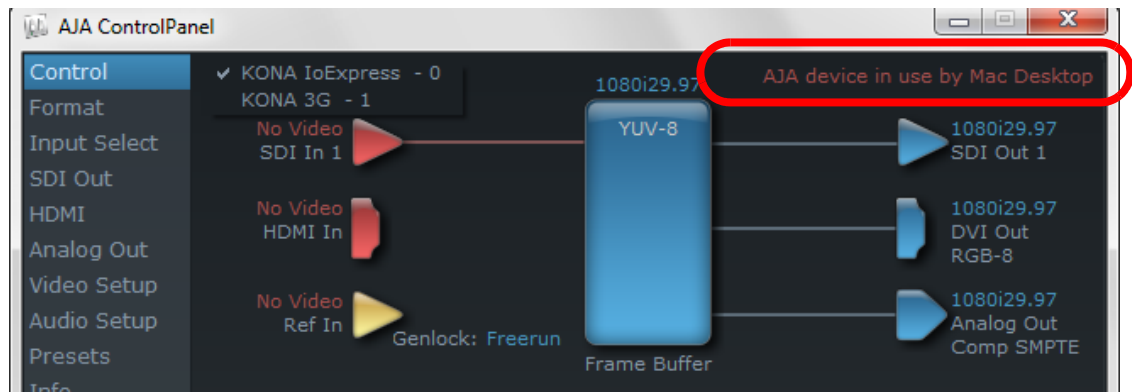 AJA ControlPanel
Control
Format
Input Select
SDI Out
HDMI
Analog Out
Video Setup
Audio Setup
Presets
Info
✔ KONA IoExpress - 0
KONA 3G - 1
AJA device in use by Mac Desktop
No Video
SDI In 1
No Video
HDMI In
No Video
Ref In
Genlock: Freerun
1080i29.97
YUV-8
Frame Buffer
1080i29.97
SDI Out 1
1080i29.97
DVI Out
RGB-8
1080i29.97
Analog Out
Comp SMPTE